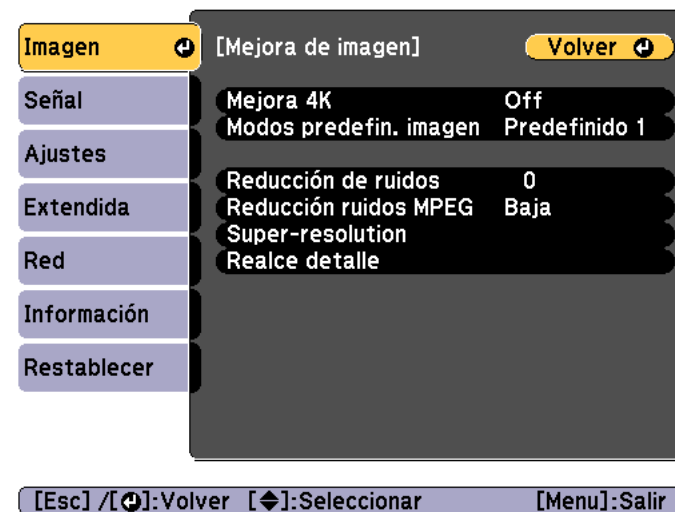 Imagen
[Mejora de imagen]
Volver
Señal
Ajustes
Extendida
Red
Información
Restablecer
Mejora 4K Off
Modos predefin. imagen Predefinido 1
Reducción de ruidos 0
Reducción ruidos MPEG Baja
Super-resolution
Realce detalle
[Esc] /[⏎]:Volver [◆]:Seleccionar [Menu]:Salir